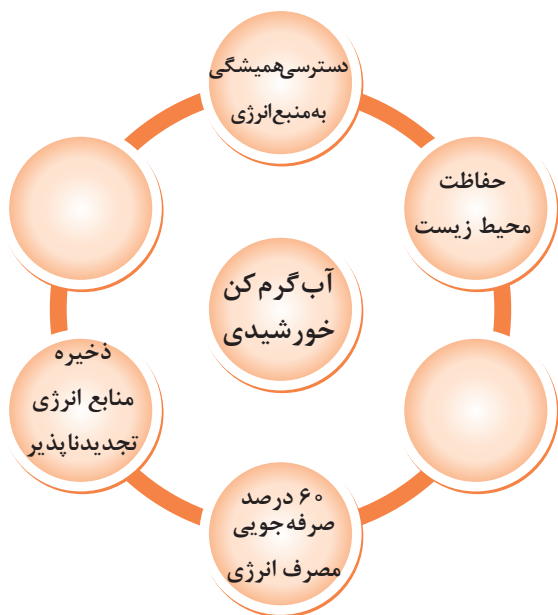 دسترسی همیشگی
به منبع انرژی
حفاظت
محیط زیست
آب گرم کن
خورشیدی
ذخیره
منابع انرژی
تجدیدناپذیر
۶۰ درصد
صرفه جویی
مصرف انرژی